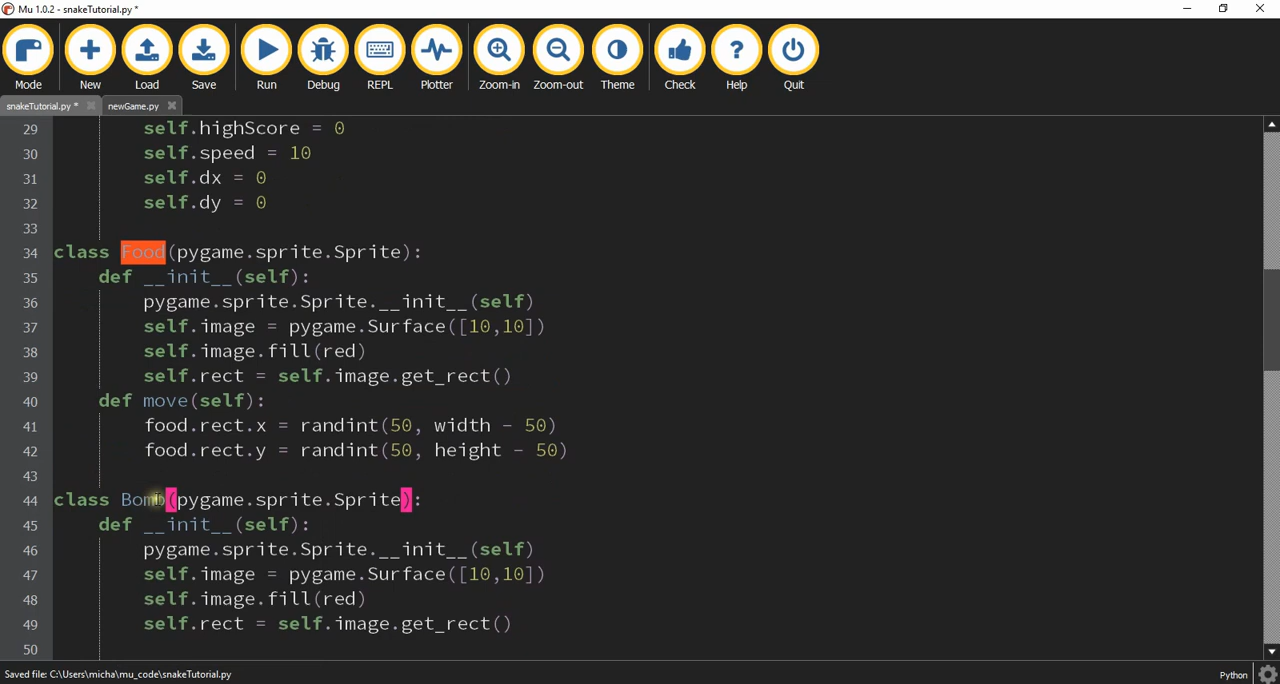 Mu 1.0.2 - snakeTutorial.py *
Mode New Load Save Run Debug REPL Plotter Zoom-in Zoom-out Theme Check Help Quit
snakeTutorial.py * newGame.py
29 self.highScore = 0
30 self.speed = 10
31 self.dx = 0
32 self.dy = 0
33
34 class Food(pygame.sprite.Sprite):
35 def __init__(self):
36 pygame.sprite.Sprite.__init__(self)
37 self.image = pygame.Surface([10,10])
38 self.image.fill(red)
39 self.rect = self.image.get_rect()
40 def move(self):
41 food.rect.x = randint(50, width - 50)
42 food.rect.y = randint(50, height - 50)
43
44 class Bomb(pygame.sprite.Sprite):
45 def __init__(self):
46 pygame.sprite.Sprite.__init__(self)
47 self.image = pygame.Surface([10,10])
48 self.image.fill(red)
49 self.rect = self.image.get_rect()
50
Saved file: C:\Users\micha\mu_code\snakeTutorial.py Python